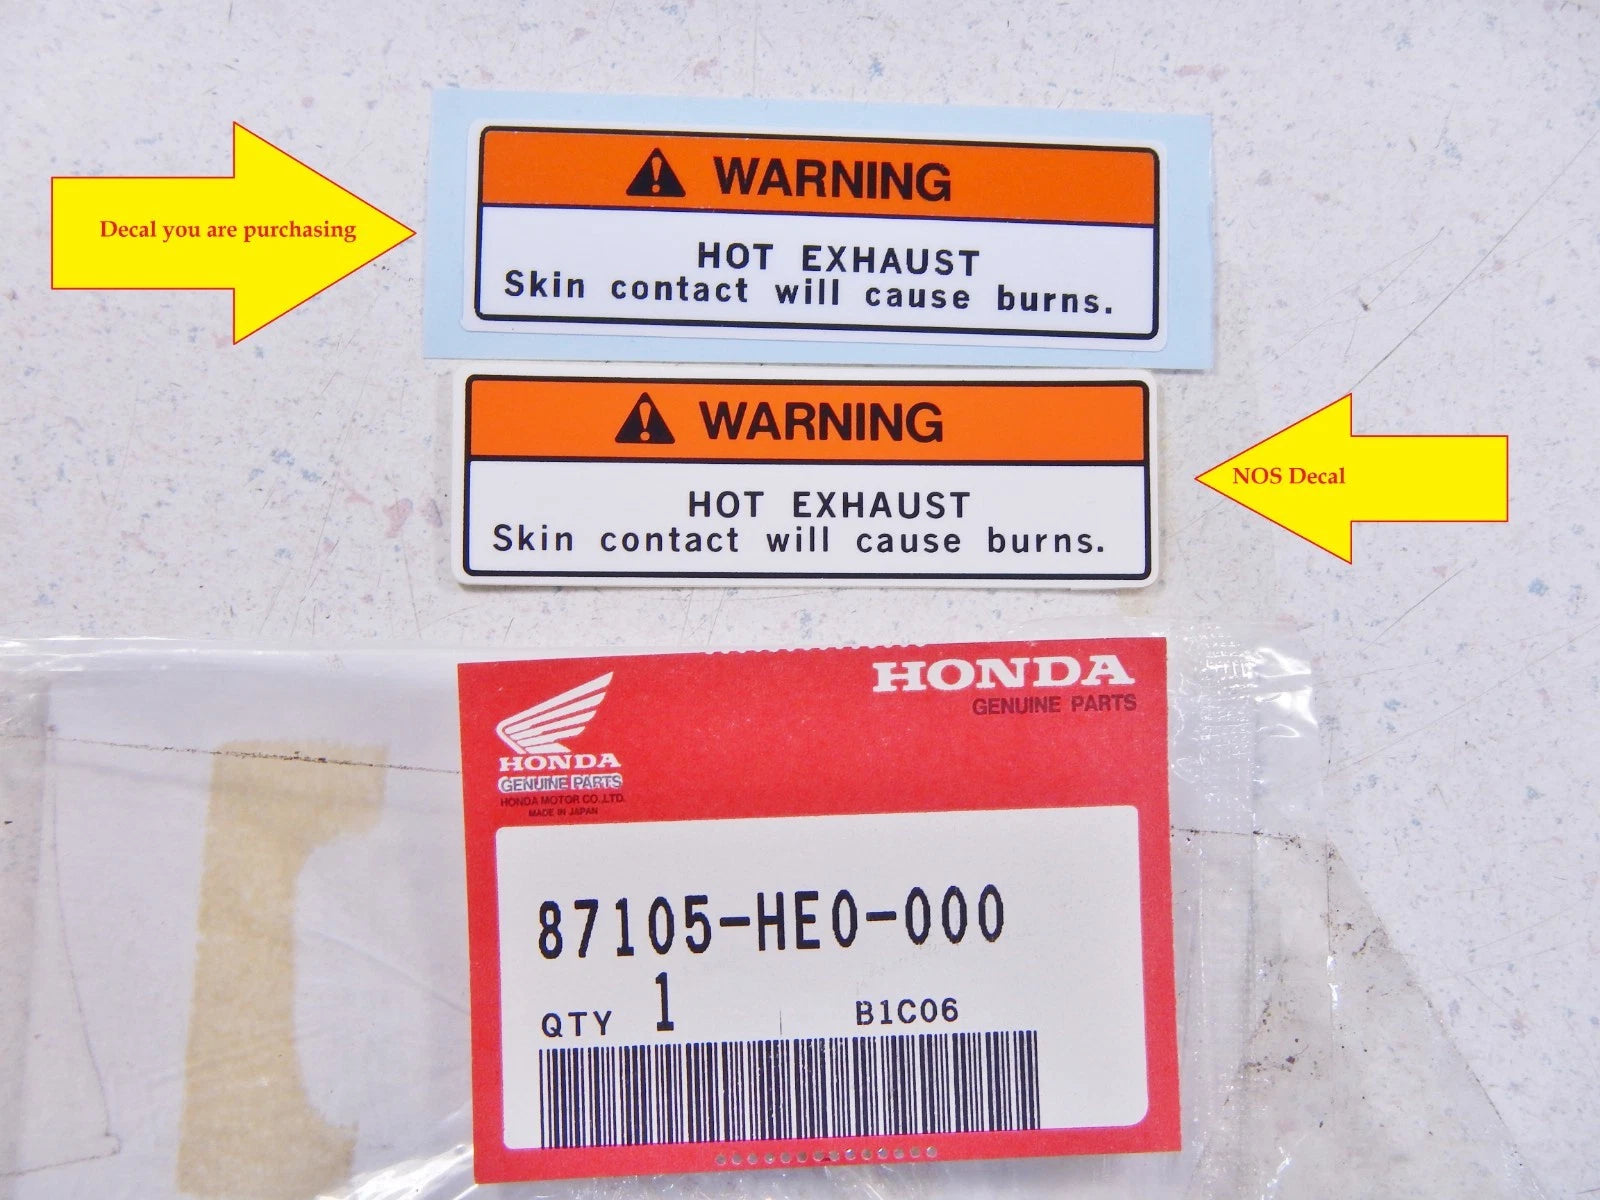 Decal you are purchasing
WARNING
HOT EXHAUST
Skin contact will cause burns.
WARNING
HOT EXHAUST
Skin contact will cause burns.
NOS Decal
HONDA
GENUINE PARTS
HONDA
GENUINE PARTS
HONDA MOTOR CO.,LTD.
MADE IN JAPAN
87105-HE0-000
QTY 1 B1C06